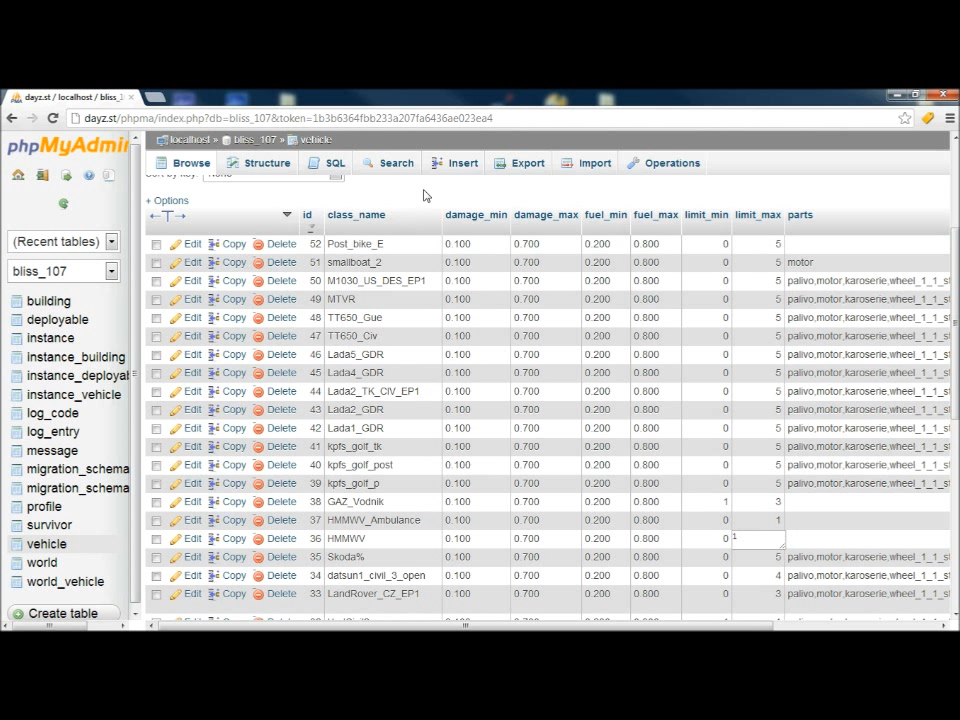 dayz.st / localhost / bliss_1
dayz.st/phpma/index.php?db=bliss_107&token=1b3b6364fbb233a207fa6436ae023ea4
phpMyAdmin
localhost » bliss_107 » vehicle
Browse Structure SQL Search Insert Export Import Operations
+ Options
(Recent tables)
bliss_107
building
deployable
instance
instance_building
instance_deploya
instance_vehicle
log_code
log_entry
message
migration_schema
migration_schema
profile
survivor
vehicle
world
world_vehicle
Create table
id class_name damage_min damage_max fuel_min fuel_max limit_min limit_max parts
Edit Copy Delete 52 Post_bike_E 0.100 0.700 0.200 0.800 0 5
Edit Copy Delete 51 smallboat_2 0.100 0.700 0.200 0.800 0 5 motor
Edit Copy Delete 50 M1030_US_DES_EP1 0.100 0.700 0.200 0.800 0 5 palivo,motor,karoserie,wheel_1_1_st
Edit Copy Delete 49 MTVR 0.100 0.700 0.200 0.800 0 5 palivo,motor,karoserie,wheel_1_1_st
Edit Copy Delete 48 TT650_Gue 0.100 0.700 0.200 0.800 0 5 palivo,motor,karoserie,wheel_1_1_st
Edit Copy Delete 47 TT650_Civ 0.100 0.700 0.200 0.800 0 5 palivo,motor,karoserie,wheel_1_1_st
Edit Copy Delete 46 Lada5_GDR 0.100 0.700 0.200 0.800 0 5 palivo,motor,karoserie,wheel_1_1_st
Edit Copy Delete 45 Lada4_GDR 0.100 0.700 0.200 0.800 0 5 palivo,motor,karoserie,wheel_1_1_st
Edit Copy Delete 44 Lada2_TK_CIV_EP1 0.100 0.700 0.200 0.800 0 5 palivo,motor,karoserie,wheel_1_1_st
Edit Copy Delete 43 Lada2_GDR 0.100 0.700 0.200 0.800 0 5 palivo,motor,karoserie,wheel_1_1_st
Edit Copy Delete 42 Lada1_GDR 0.100 0.700 0.200 0.800 0 5 palivo,motor,karoserie,wheel_1_1_st
Edit Copy Delete 41 kpfs_golf_tk 0.100 0.700 0.200 0.800 0 5 palivo,motor,karoserie,wheel_1_1_st
Edit Copy Delete 40 kpfs_golf_post 0.100 0.700 0.200 0.800 0 5 palivo,motor,karoserie,wheel_1_1_st
Edit Copy Delete 39 kpfs_golf_p 0.100 0.700 0.200 0.800 0 5 palivo,motor,karoserie,wheel_1_1_st
Edit Copy Delete 38 GAZ_Vodnik 0.100 0.700 0.200 0.800 1 3
Edit Copy Delete 37 HMMWV_Ambulance 0.100 0.700 0.200 0.800 0 1
Edit Copy Delete 36 HMMWV 0.100 0.700 0.200 0.800 0 1
Edit Copy Delete 35 Skoda% 0.100 0.700 0.200 0.800 0 5 palivo,motor,karoserie,wheel_1_1_st
Edit Copy Delete 34 datsun1_civil_3_open 0.100 0.700 0.200 0.800 0 4 palivo,motor,karoserie,wheel_1_1_st
Edit Copy Delete 33 LandRover_CZ_EP1 0.100 0.700 0.200 0.800 0 3 palivo,motor,karoserie,wheel_1_1_st